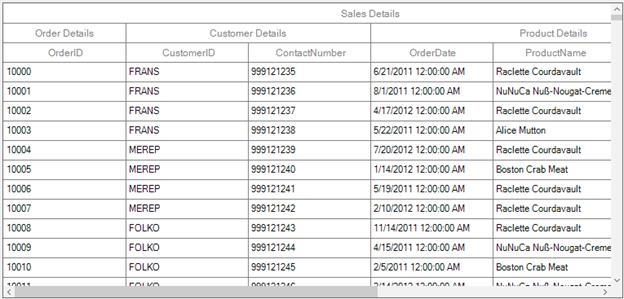 Sales Details
Order Details Customer Details Product Details
OrderID CustomerID ContactNumber OrderDate ProductName
10000 FRANS 999121235 6/21/2011 12:00:00 AM Raclette Courdavault
10001 FRANS 999121236 8/1/2011 12:00:00 AM NuNuCa Nuß-Nougat-Creme
10002 FRANS 999121237 4/17/2012 12:00:00 AM Raclette Courdavault
10003 FRANS 999121238 5/22/2011 12:00:00 AM Alice Mutton
10004 MEREP 999121239 7/20/2012 12:00:00 AM Raclette Courdavault
10005 MEREP 999121240 1/14/2012 12:00:00 AM Boston Crab Meat
10006 MEREP 999121241 5/19/2011 12:00:00 AM Raclette Courdavault
10007 MEREP 999121242 2/10/2012 12:00:00 AM Raclette Courdavault
10008 FOLKO 999121243 11/14/2011 12:00:00 AM Raclette Courdavault
10009 FOLKO 999121244 4/15/2011 12:00:00 AM NuNuCa Nuß-Nougat-Creme
10010 FOLKO 999121245 2/5/2011 12:00:00 AM Boston Crab Meat